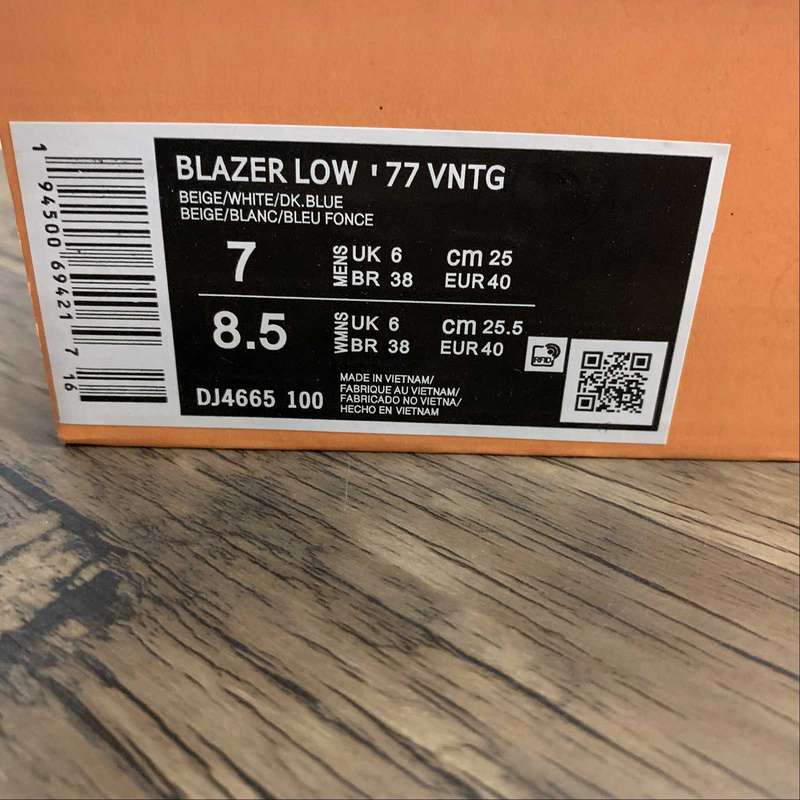 1 94500 69421 7 16
BLAZER LOW '77 VNTG
BEIGE/WHITE/DK.BLUE
BEIGE/BLANC/BLEU FONCE
7 MENS UK 6 cm 25
BR 38 EUR 40
8.5 WMNS UK 6 cm 25.5
BR 38 EUR 40
RFID
DJ4665 100
MADE IN VIETNAM/
FABRIQUE AU VIETNAM/
FABRICADO NO VIETNA/
HECHO EN VIETNAM